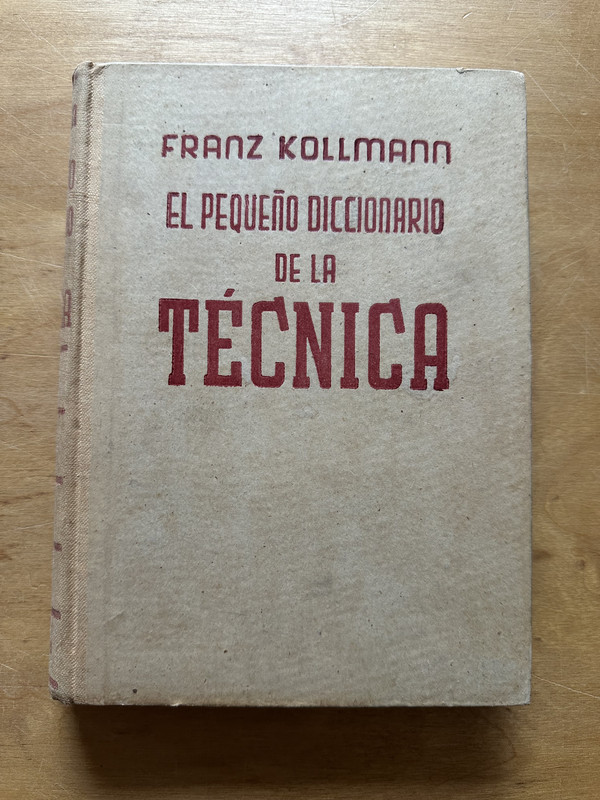 FRANZ KOLLMANN
EL PEQUEÑO DICCIONARIO
DE LA
TÉCNICA